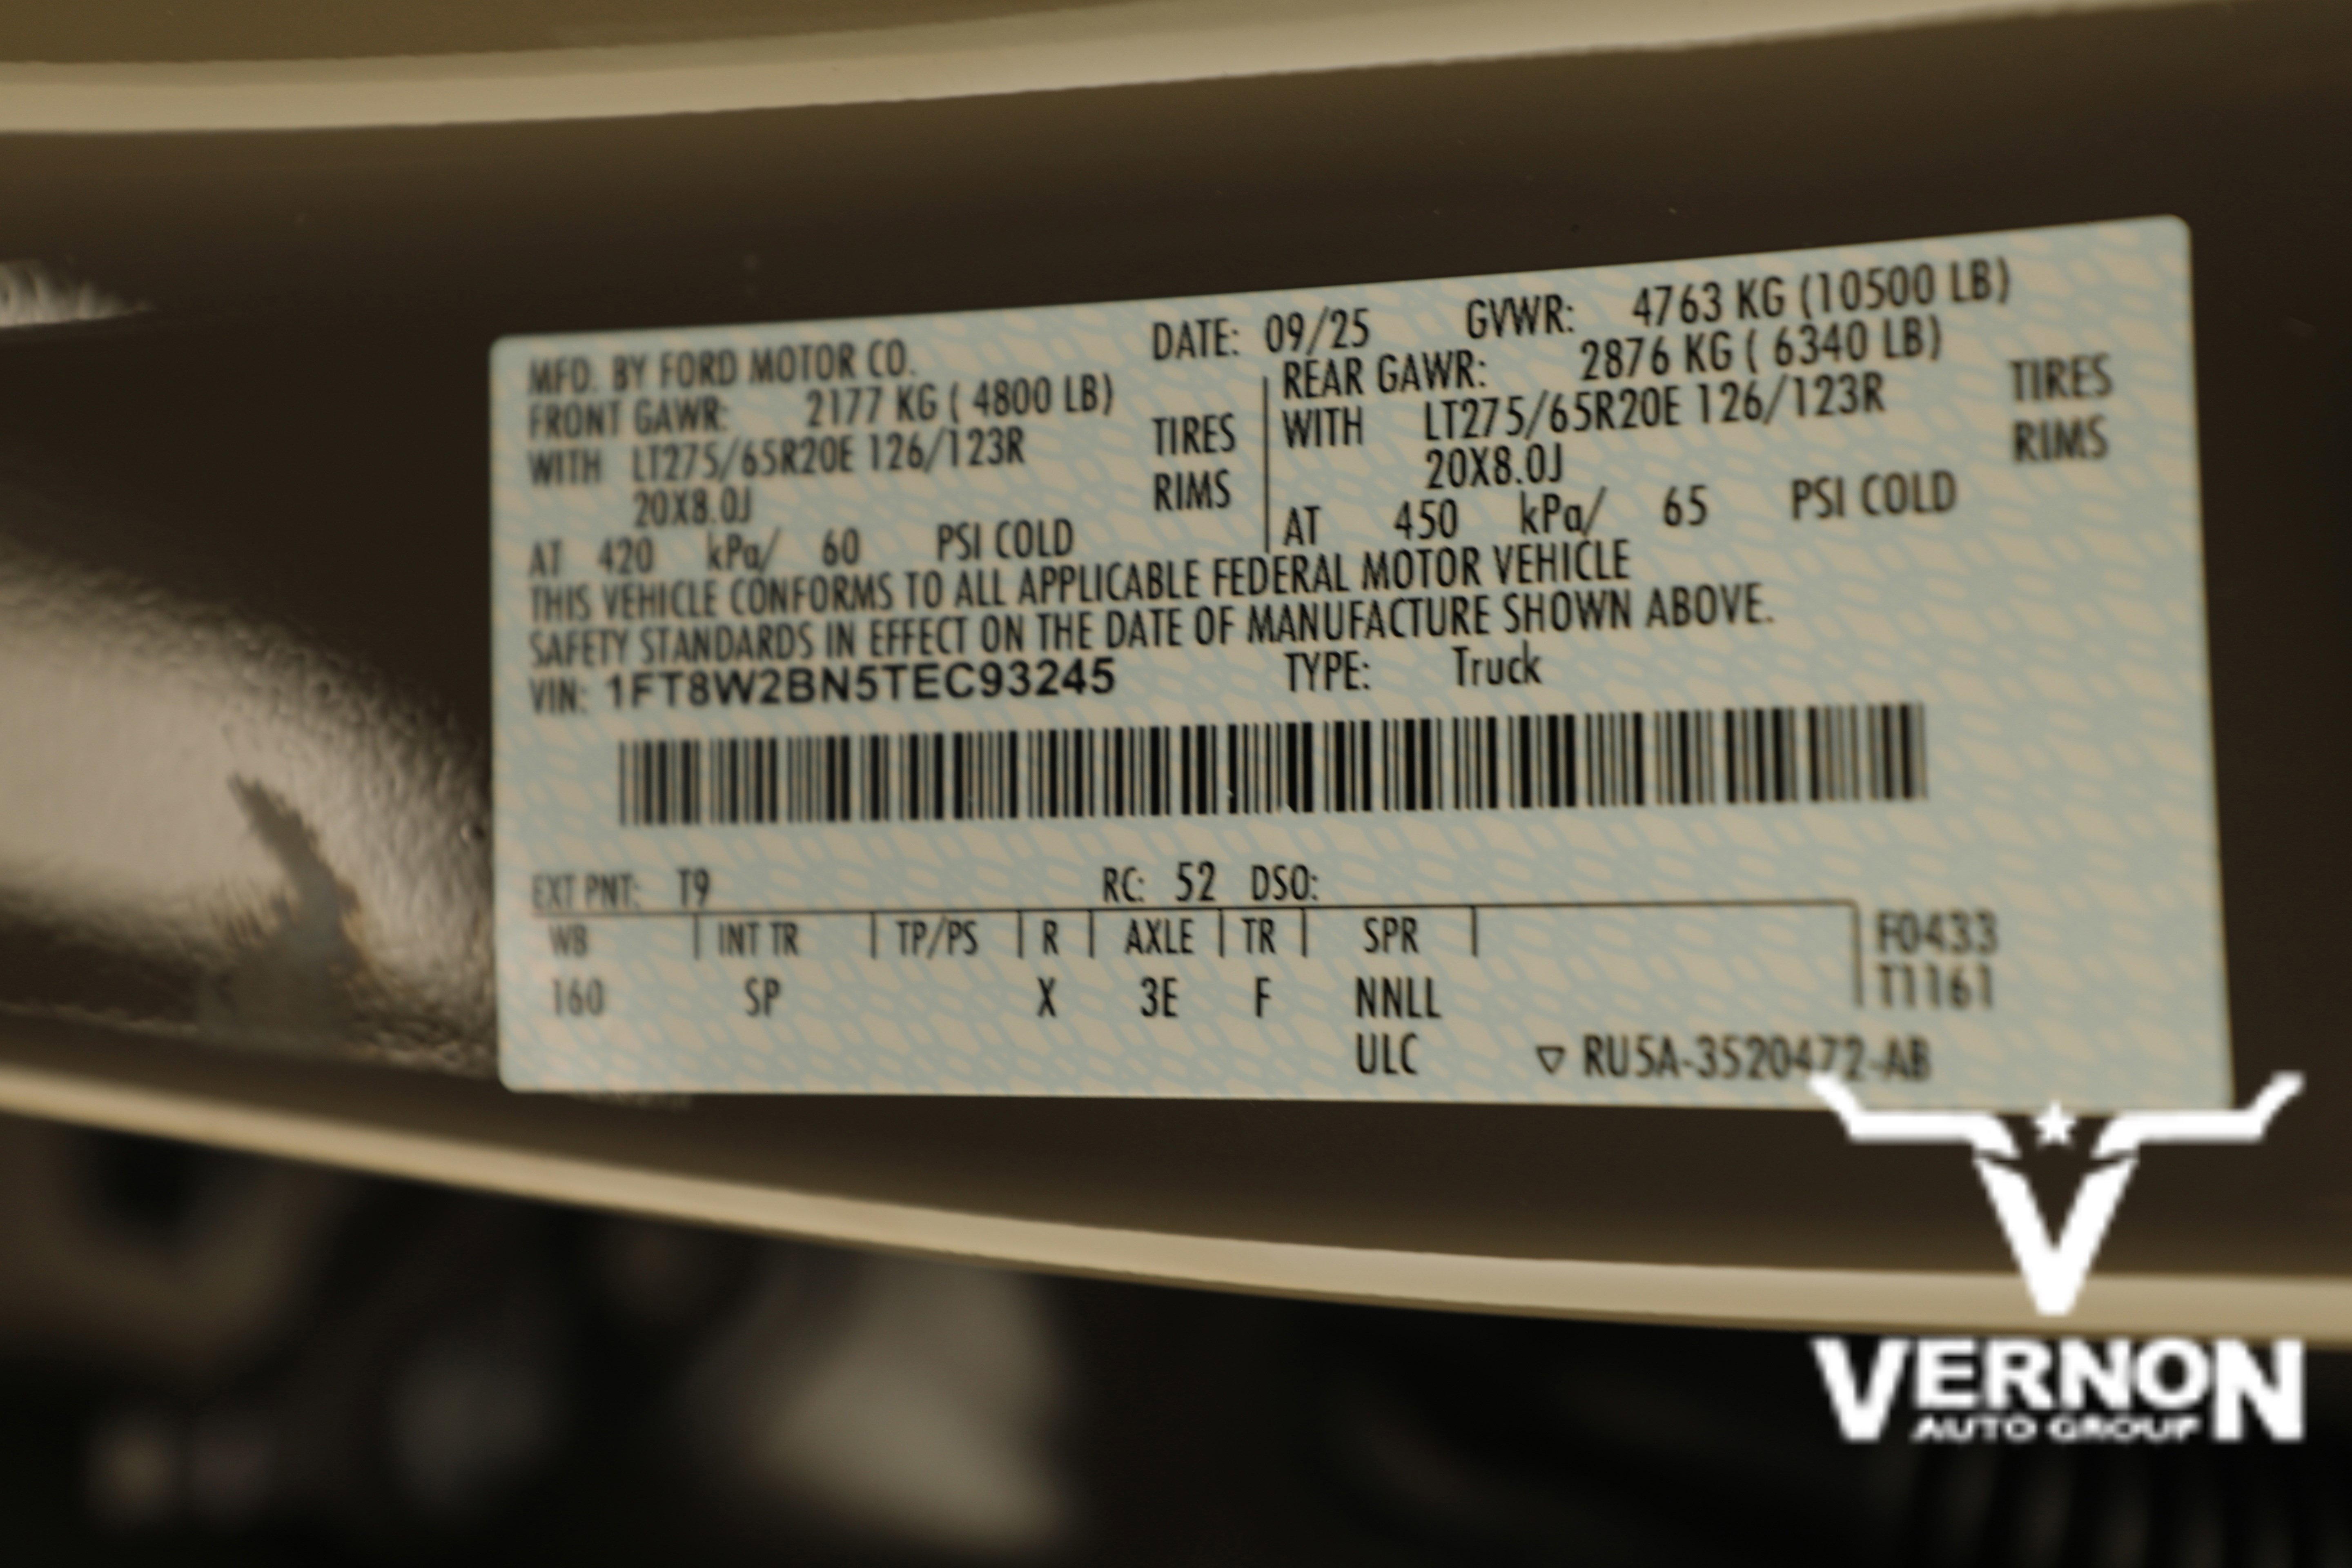 MFD. BY FORD MOTOR CO. DATE: 09/25 GVWR: 4763 KG (10500 LB)
FRONT GAWR: 2177 KG ( 4800 LB) REAR GAWR: 2876 KG ( 6340 LB)
WITH LT275/65R20E 126/123R TIRES WITH LT275/65R20E 126/123R TIRES
20X8.0J RIMS 20X8.0J RIMS
AT 420 kPa/ 60 PSI COLD AT 450 kPa/ 65 PSI COLD
THIS VEHICLE CONFORMS TO ALL APPLICABLE FEDERAL MOTOR VEHICLE
SAFETY STANDARDS IN EFFECT ON THE DATE OF MANUFACTURE SHOWN ABOVE.
VIN: 1FT8W2BN5TEC93245 TYPE: Truck
EXT PNT: T9 RC: 52 DSO:
WB INT TR TP/PS R AXLE TR SPR F0433
160 SP X 3E F NNLL T1161
ULC ▽ RU5A-3520472-AB
VERNON
AUTO GROUP